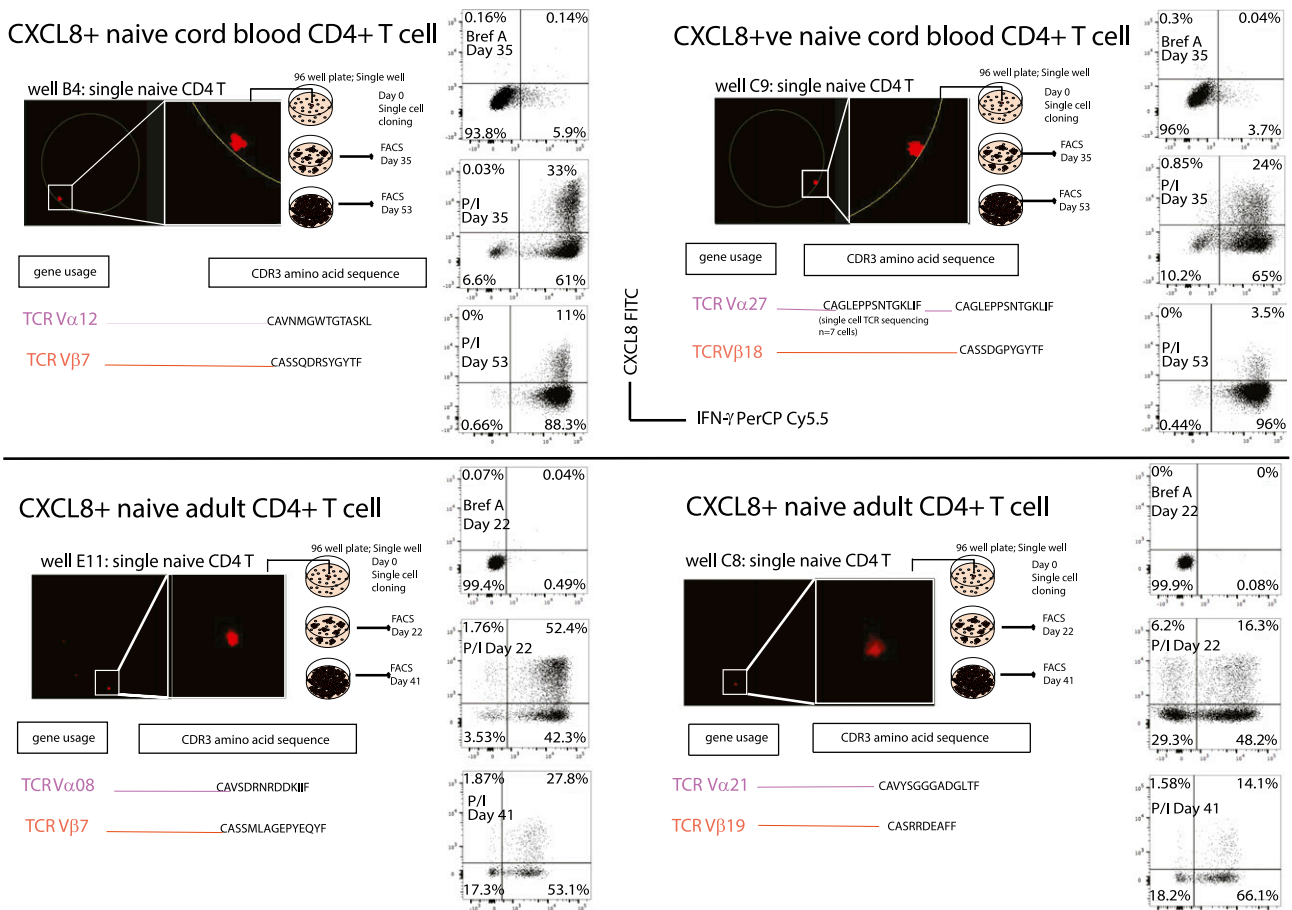 CXCL8+ naive cord blood CD4+ T cell
well B4: single naive CD4 T
96 well plate; Single well
Day 0
Single cell
cloning
FACS
Day 35
FACS
Day 53
0.16% 0.14%
Bref A
Day 35
93.8% 5.9%
0.03% 33%
P/I
Day 35
6.6% 61%
0% 11%
P/I
Day 53
0.66% 88.3%
gene usage
CDR3 amino acid sequence
TCR Vα12 CAVNMGWTGTASKL
TCR Vβ7 CASSQDRSYGYTF
CXCL8+ve naive cord blood CD4+ T cell
well C9: single naive CD4 T
96 well plate; Single well
Day 0
Single cell
cloning
FACS
Day 35
FACS
Day 53
0.3% 0.04%
Bref A
Day 35
96% 3.7%
0.85% 24%
P/I
Day 35
10.2% 65%
0% 3.5%
P/I
Day 53
0.44% 96%
gene usage
CDR3 amino acid sequence
TCR Vα27 CAGLEPPSNTGKLIF CAGLEPPSNTGKLIF
(single cell TCR sequencing
n=7 cells)
TCRVβ18 CASSDGPYGYTF
CXCL8 FITC
IFN-γ PerCP Cy5.5
CXCL8+ naive adult CD4+ T cell
well E11: single naive CD4 T
96 well plate; Single well
Day 0
Single cell
cloning
FACS
Day 22
FACS
Day 41
0.07% 0.04%
Bref A
Day 22
99.4% 0.49%
1.76% 52.4%
P/I Day 22
3.53% 42.3%
1.87% 27.8%
P/I
Day 41
17.3% 53.1%
gene usage
CDR3 amino acid sequence
TCR Vα08 CAVSDRNRDDKIIF
TCR Vβ7 CASSMLAGEPYEQYF
CXCL8+ naive adult CD4+ T cell
well C8: single naive CD4 T
96 well plate; Single well
Day 0
Single cell
cloning
FACS
Day 22
FACS
Day 41
0% 0%
Bref A
Day 22
99.9% 0.08%
6.2% 16.3%
P/I Day 22
29.3% 48.2%
1.58% 14.1%
P/I Day 41
18.2% 66.1%
gene usage
CDR3 amino acid sequence
TCR Vα21 CAVYSGGGADGLTF
TCR Vβ19 CASRRDEAFF